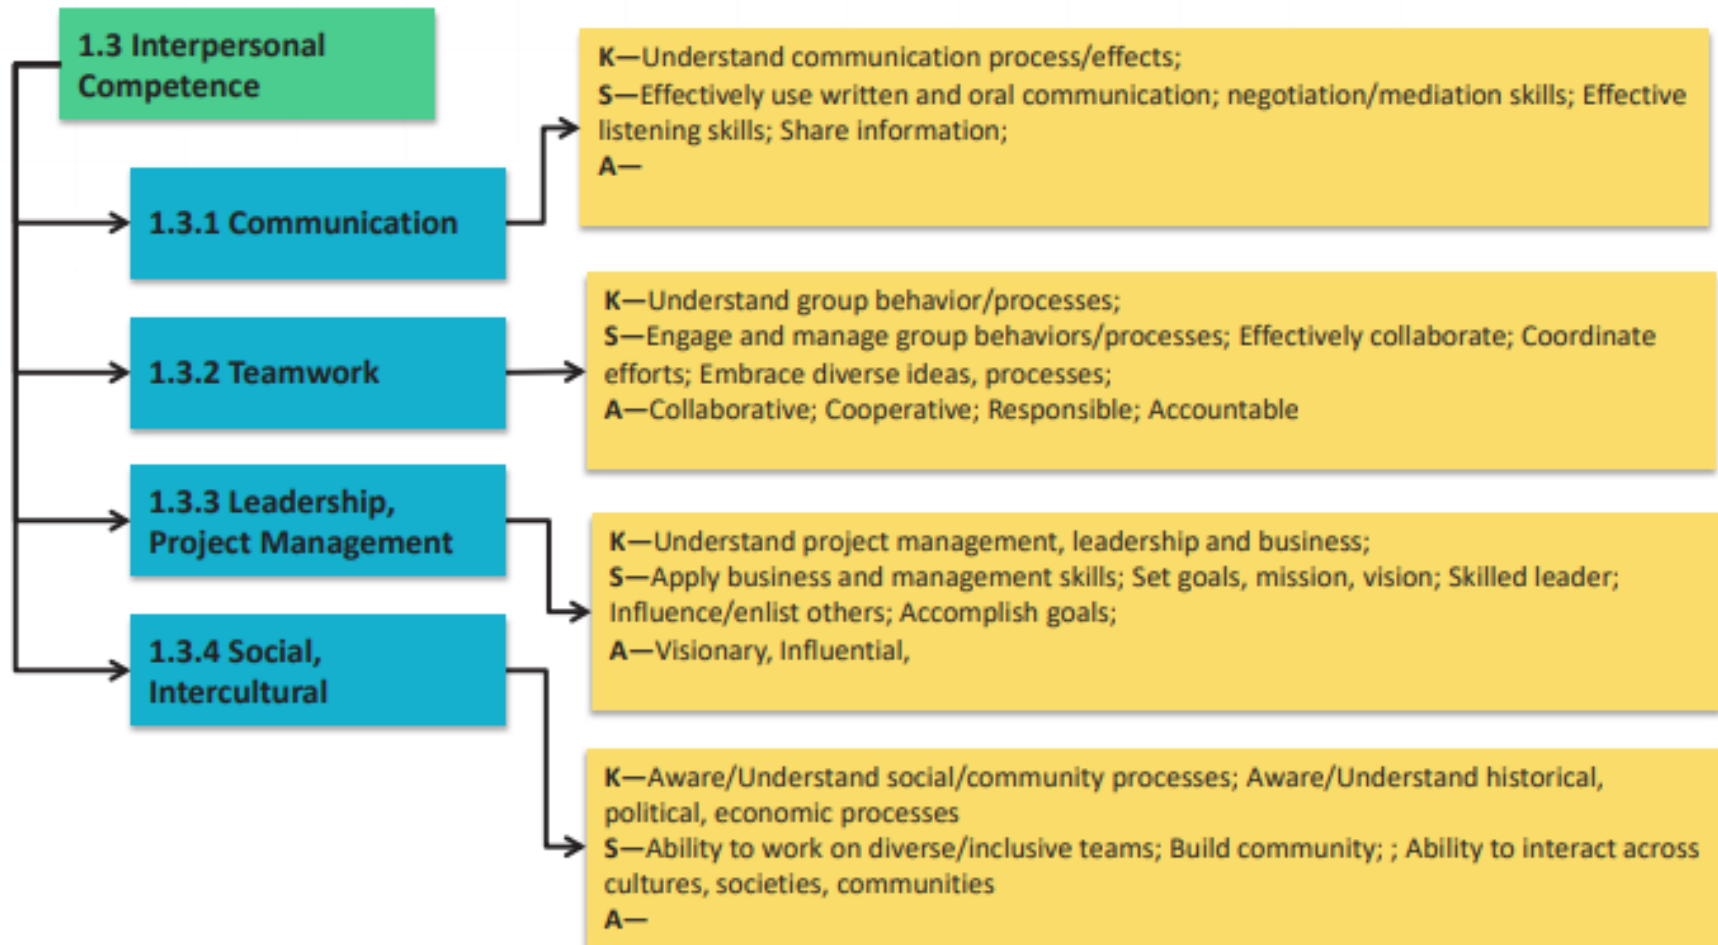 1.3 Interpersonal
Competence
K—Understand communication process/effects;
S—Effectively use written and oral communication; negotiation/mediation skills; Effective
listening skills; Share information;
A—
1.3.1 Communication
K—Understand group behavior/processes;
S—Engage and manage group behaviors/processes; Effectively collaborate; Coordinate
efforts; Embrace diverse ideas, processes;
A—Collaborative; Cooperative; Responsible; Accountable
1.3.2 Teamwork
1.3.3 Leadership,
Project Management
K—Understand project management, leadership and business;
S—Apply business and management skills; Set goals, mission, vision; Skilled leader;
Influence/enlist others; Accomplish goals;
A—Visionary, Influential,
1.3.4 Social,
Intercultural
K—Aware/Understand social/community processes; Aware/Understand historical,
political, economic processes
S—Ability to work on diverse/inclusive teams; Build community; ; Ability to interact across
cultures, societies, communities
A—